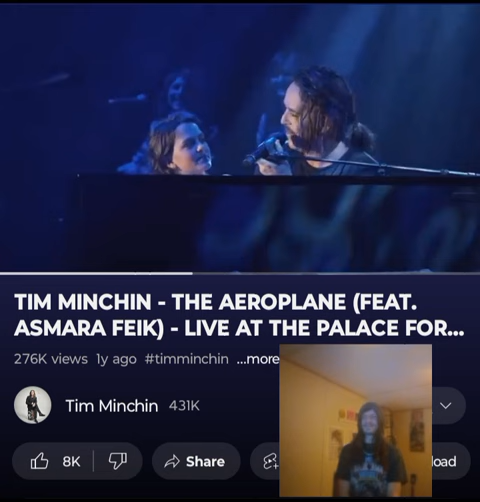 TIM MINCHIN - THE AEROPLANE (FEAT.
ASMARA FEIK) - LIVE AT THE PALACE FOR...
276K views 1y ago #timminchin ...more
Tim Minchin 431K
8K Share load